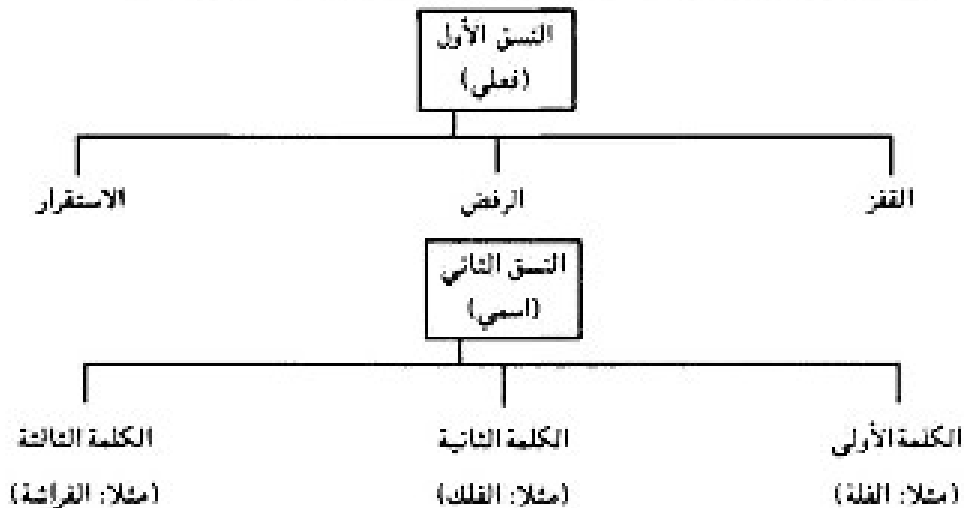 النسق الأول
(فعلي)
القفز الرفض الاستقرار
النسق الثاني
(اسمي)
الكلمة الأولى الكلمة الثانية الكلمة الثالثة
(مثلا: الفلة) (مثلا: الفلك) (مثلا: الفراشة)